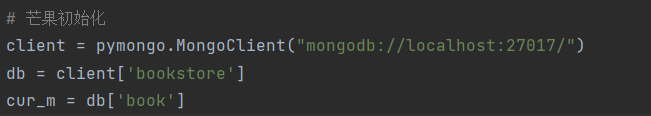 # 芒果初始化
client = pymongo.MongoClient("mongodb://localhost:27017/")
db = client['bookstore']
cur_m = db['book']